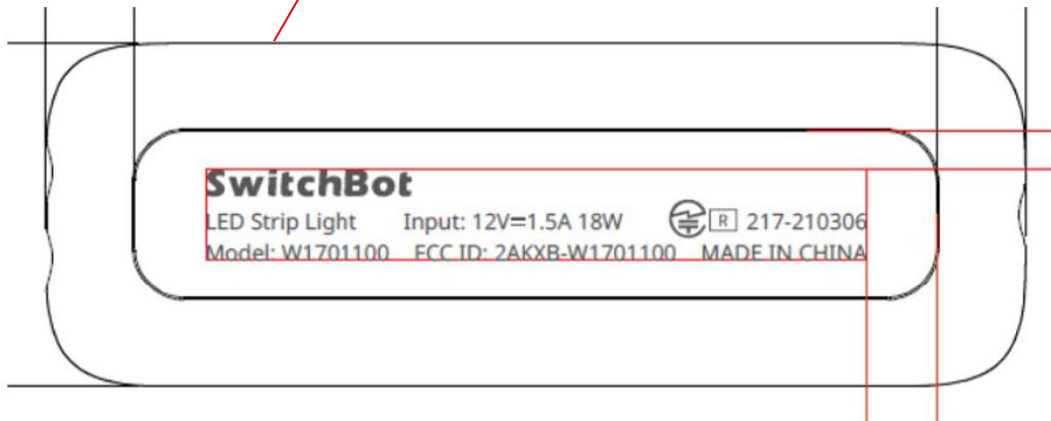 SwitchBot
LED Strip Light Input: 12V⎓1.5A 18W R 217-210306
Model: W1701100 FCC ID: 2AKXB-W1701100 MADE IN CHINA